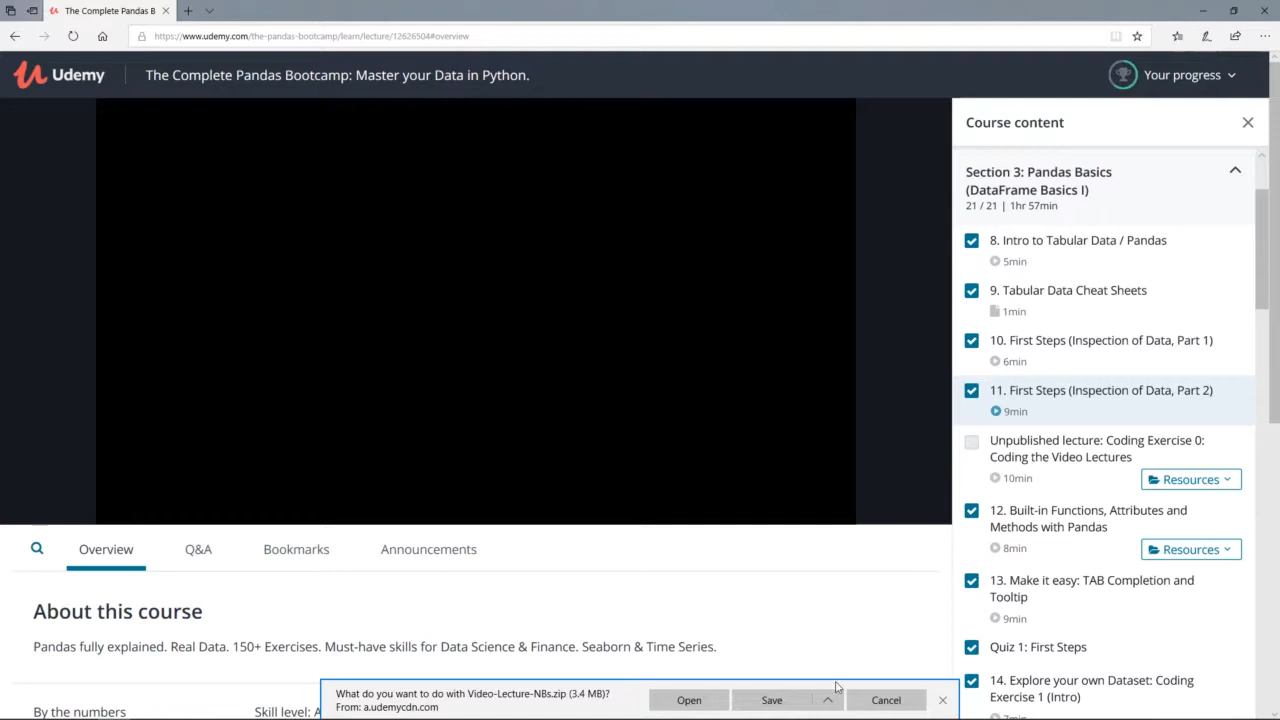 The Complete Pandas B
https://www.udemy.com/the-pandas-bootcamp/learn/lecture/12626504#overview
Udemy
The Complete Pandas Bootcamp: Master your Data in Python.
Your progress
Course content
Section 3: Pandas Basics
(DataFrame Basics I)
21 / 21 | 1hr 57min
8. Intro to Tabular Data / Pandas
5min
9. Tabular Data Cheat Sheets
1min
10. First Steps (Inspection of Data, Part 1)
6min
11. First Steps (Inspection of Data, Part 2)
9min
Unpublished lecture: Coding Exercise 0:
Coding the Video Lectures
10min
Resources
12. Built-in Functions, Attributes and
Methods with Pandas
8min
Resources
13. Make it easy: TAB Completion and
Tooltip
9min
Quiz 1: First Steps
14. Explore your own Dataset: Coding
Exercise 1 (Intro)
Overview
Q&A
Bookmarks
Announcements
About this course
Pandas fully explained. Real Data. 150+ Exercises. Must-have skills for Data Science & Finance. Seaborn & Time Series.
By the numbers
Skill level: A
What do you want to do with Video-Lecture-NBs.zip (3.4 MB)?
From: a.udemycdn.com
Open
Save
Cancel